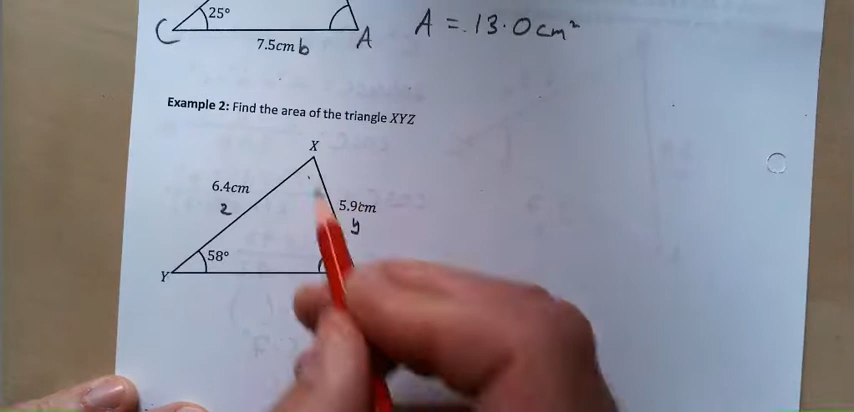 25°
C
7.5cm b
A
A = 13.0cm²
Example 2: Find the area of the triangle XYZ
X
6.4cm
z
5.9cm
y
58°
Y